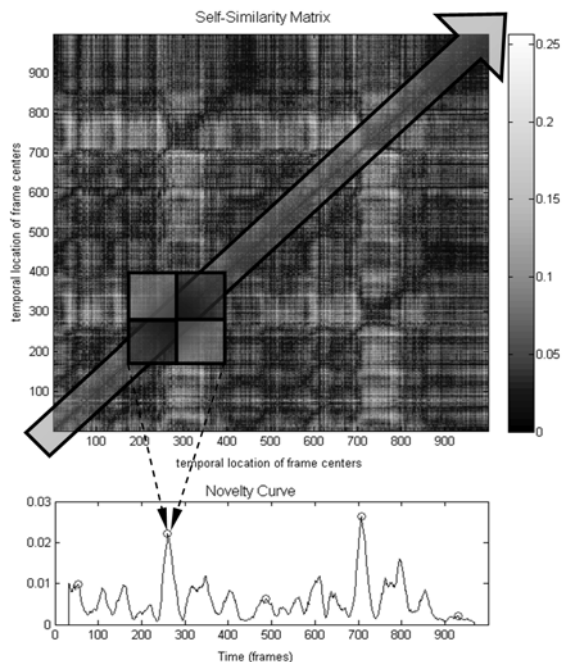 Self-Similarity Matrix
temporal location of frame centers
900
800
700
600
500
400
300
200
100
100 200 300 400 500 600 700 800 900
temporal location of frame centers
0.25
0.2
0.15
0.1
0.05
0
Novelty Curve
0.03
0.02
0.01
0
0 100 200 300 400 500 600 700 800 900
Time (frames)